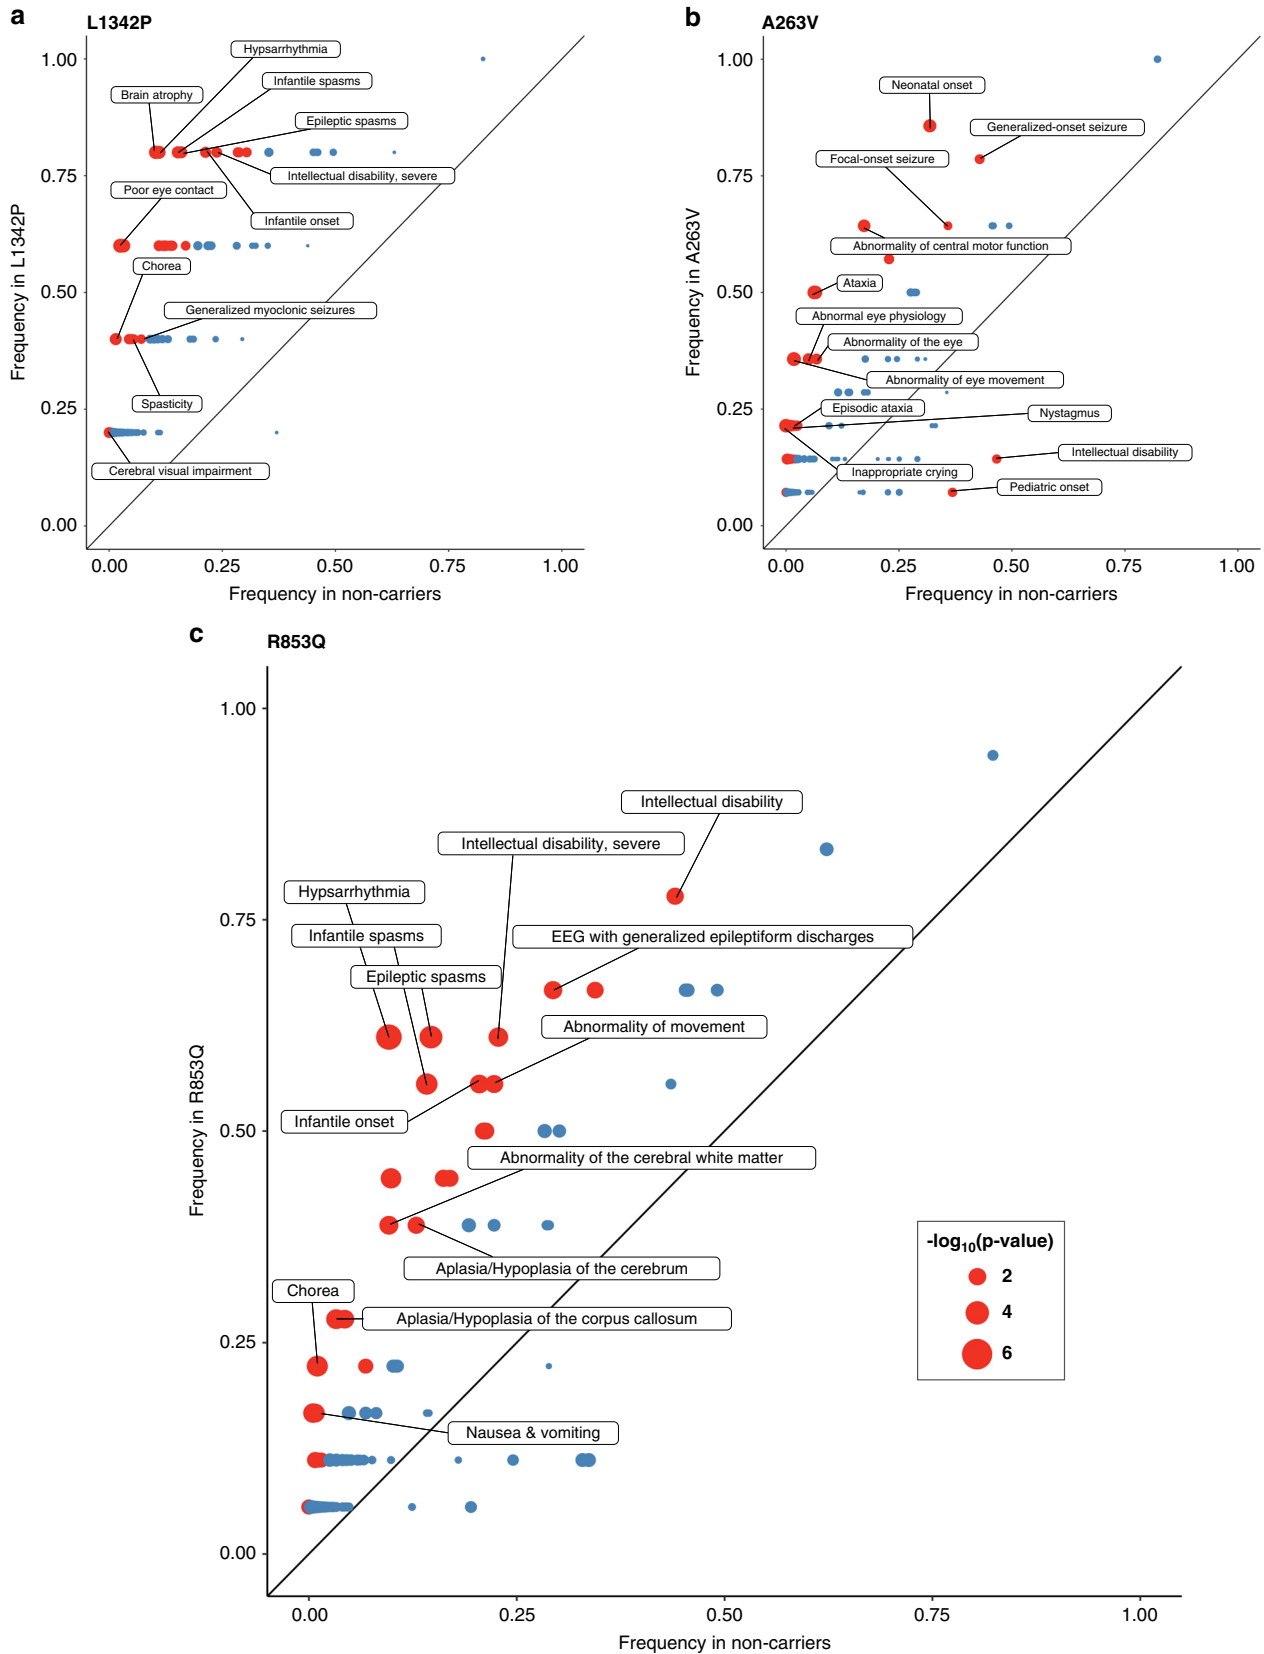 a
L1342P
Hypsarrhythmia
Infantile spasms
Brain atrophy
Epileptic spasms
Intellectual disability, severe
Poor eye contact
Infantile onset
Chorea
Generalized myoclonic seizures
Spasticity
Cerebral visual impairment
1.00
0.75
0.50
0.25
0.00
Frequency in L1342P
0.00 0.25 0.50 0.75 1.00
Frequency in non-carriers
b
A263V
Neonatal onset
Generalized-onset seizure
Focal-onset seizure
Abnormality of central motor function
Ataxia
Abnormal eye physiology
Abnormality of the eye
Abnormality of eye movement
Episodic ataxia
Nystagmus
Intellectual disability
Inappropriate crying
Pediatric onset
1.00
0.75
0.50
0.25
0.00
Frequency in A263V
0.00 0.25 0.50 0.75 1.00
Frequency in non-carriers
c
R853Q
Intellectual disability
Intellectual disability, severe
Hypsarrhythmia
Infantile spasms
EEG with generalized epileptiform discharges
Epileptic spasms
Abnormality of movement
Infantile onset
Abnormality of the cerebral white matter
Aplasia/Hypoplasia of the cerebrum
Chorea
Aplasia/Hypoplasia of the corpus callosum
Nausea & vomiting
1.00
0.75
0.50
0.25
0.00
Frequency in R853Q
0.00 0.25 0.50 0.75 1.00
Frequency in non-carriers
-log10(p-value)
2
4
6